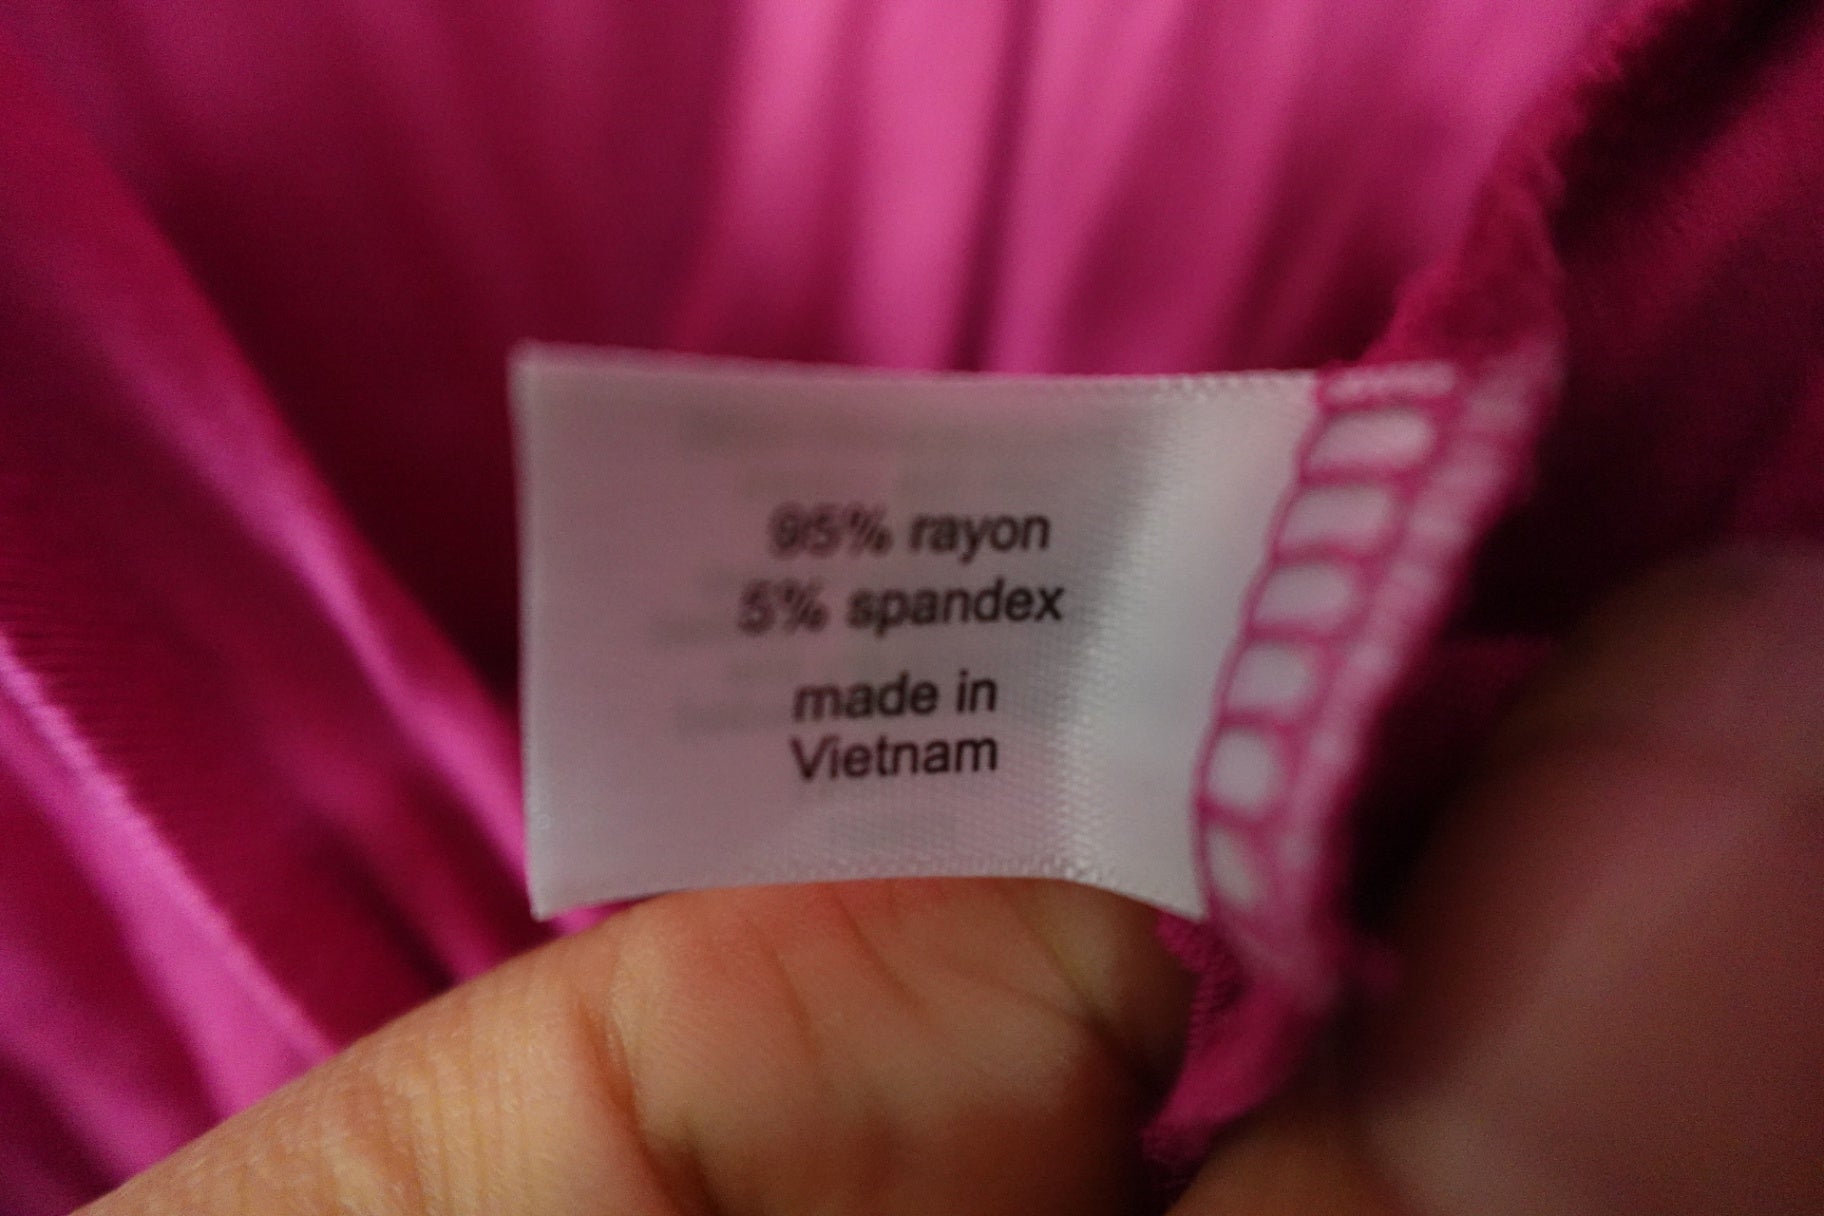 95% rayon
5% spandex
made in
Vietnam